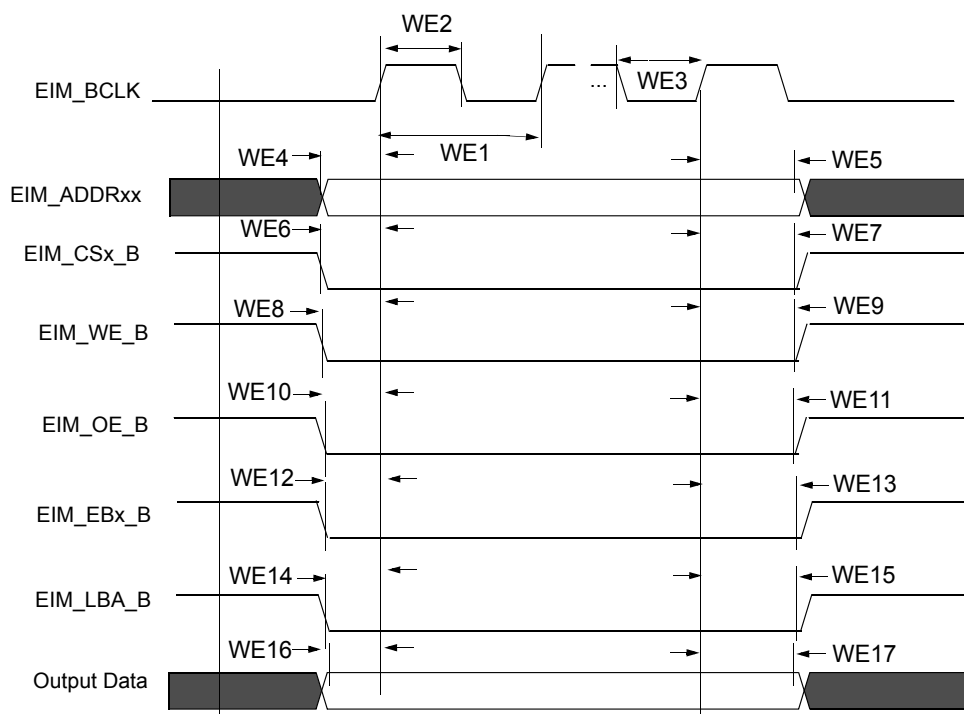 WE2
EIM_BCLK
...
WE3
WE4
WE1
WE5
EIM_ADDRxx
WE6
WE7
EIM_CSx_B
WE8
WE9
EIM_WE_B
WE10
WE11
EIM_OE_B
WE12
WE13
EIM_EBx_B
WE14
WE15
EIM_LBA_B
WE16
WE17
Output Data